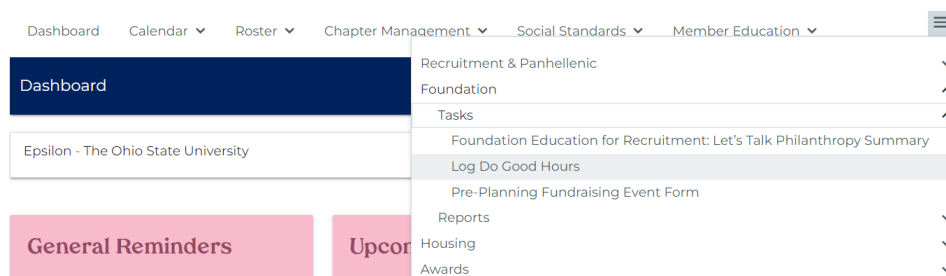 Dashboard Calendar Roster Chapter Management Social Standards Member Education
Recruitment & Panhellenic
Foundation
Dashboard
Tasks
Foundation Education for Recruitment: Let's Talk Philanthropy Summary
Epsilon - The Ohio State University
Log Do Good Hours
Pre-Planning Fundraising Event Form
Reports
General Reminders
Housing
Awards